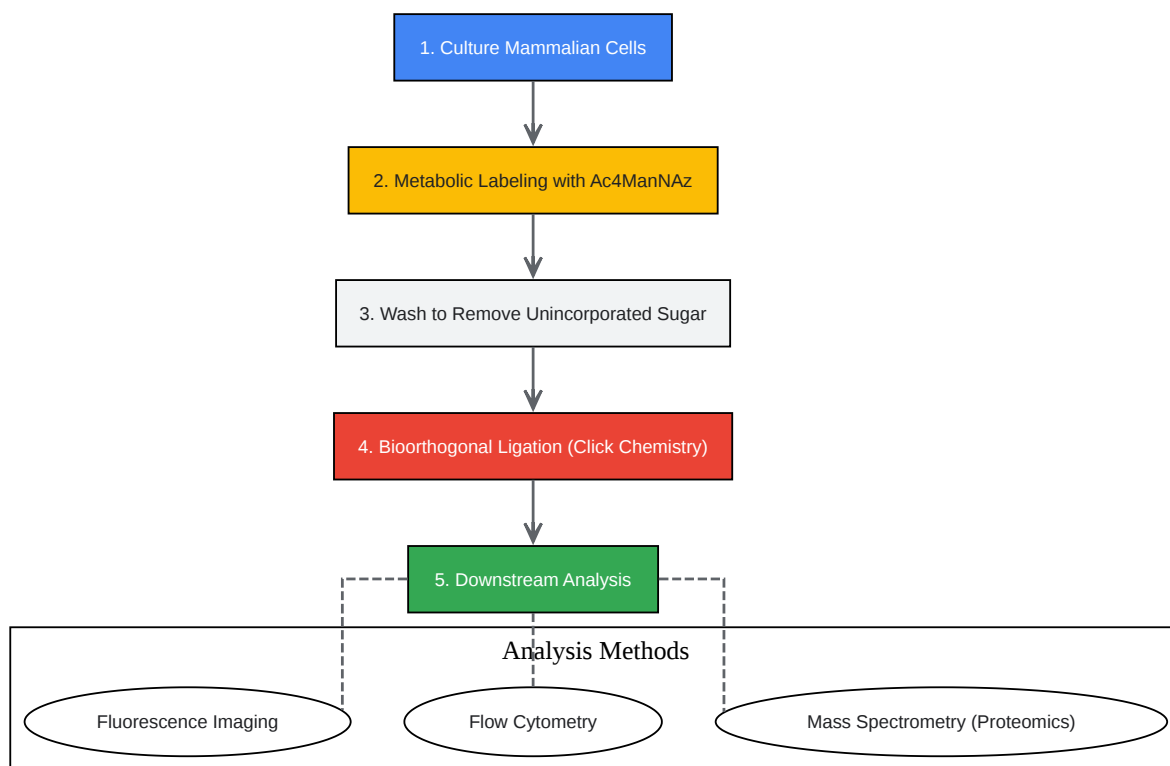 1. Culture Mammalian Cells
2. Metabolic Labeling with Ac4ManNAz
3. Wash to Remove Unincorporated Sugar
4. Bioorthogonal Ligation (Click Chemistry)
5. Downstream Analysis
Analysis Methods
Fluorescence Imaging
Flow Cytometry
Mass Spectrometry (Proteomics)